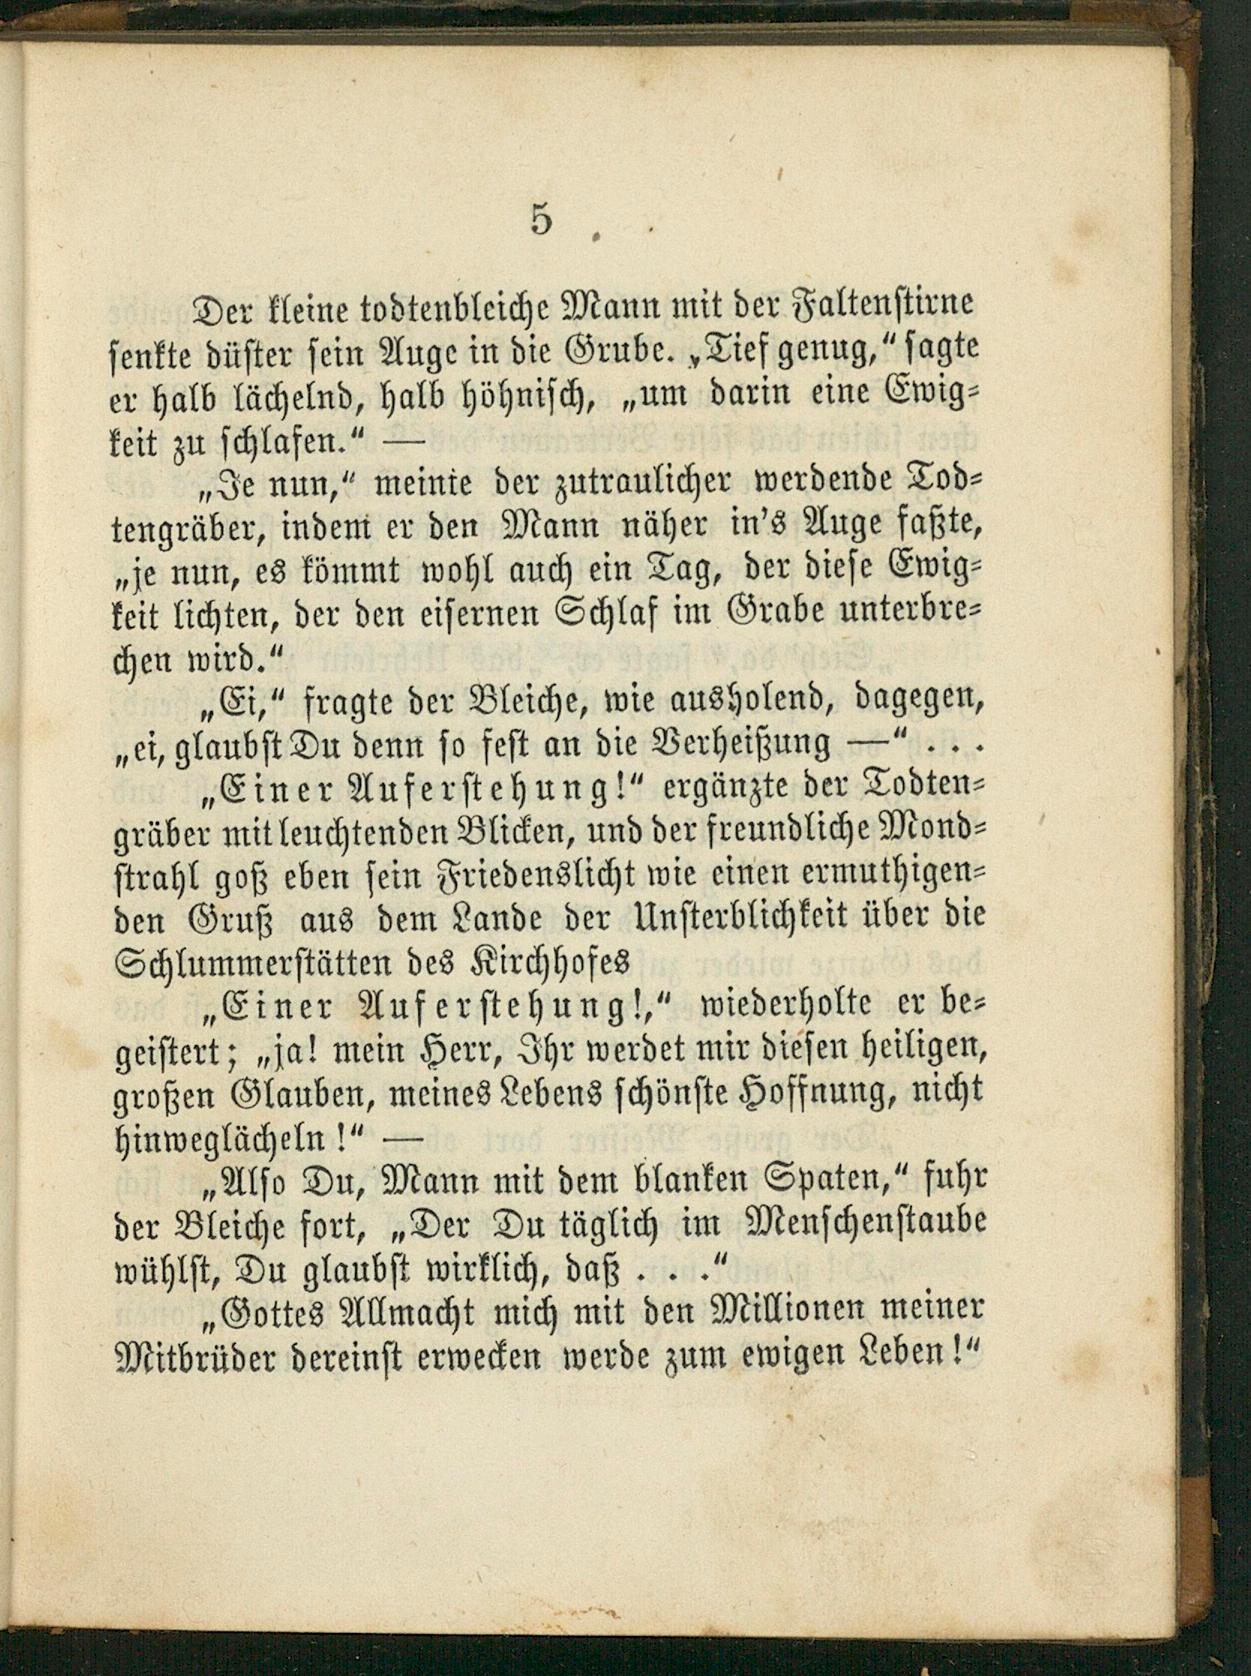 5
Der kleine todtenbleiche Mann mit der Faltenstirne
senkte düster sein Auge in die Grube. „Tief genug,“ sagte
er halb lächelnd, halb höhnisch, „um darin eine Ewig-
keit zu schlafen.“ —
„Je nun,“ meinte der zutraulicher werdende Tod-
tengräber, indem er den Mann näher in's Auge faßte,
„je nun, es kömmt wohl auch ein Tag, der diese Ewig-
keit lichten, der den eisernen Schlaf im Grabe unterbre-
chen wird.“
„Ei,“ fragte der Bleiche, wie ausholend, dagegen,
„ei, glaubst Du denn so fest an die Verheißung —“ . . .
„Einer Auferstehung!“ ergänzte der Todten-
gräber mit leuchtenden Blicken, und der freundliche Mond-
strahl goß eben sein Friedenslicht wie einen ermuthigen-
den Gruß aus dem Lande der Unsterblichkeit über die
Schlummerstätten des Kirchhofes
„Einer Auferstehung!,“ wiederholte er be-
geistert; „ja! mein Herr, Ihr werdet mir diesen heiligen,
großen Glauben, meines Lebens schönste Hoffnung, nicht
hinweglächeln!“ —
„Also Du, Mann mit dem blanken Spaten,“ fuhr
der Bleiche fort, „Der Du täglich im Menschenstaube
wühlst, Du glaubst wirklich, daß . . .“
„Gottes Allmacht mich mit den Millionen meiner
Mitbrüder dereinst erwecken werde zum ewigen Leben!“